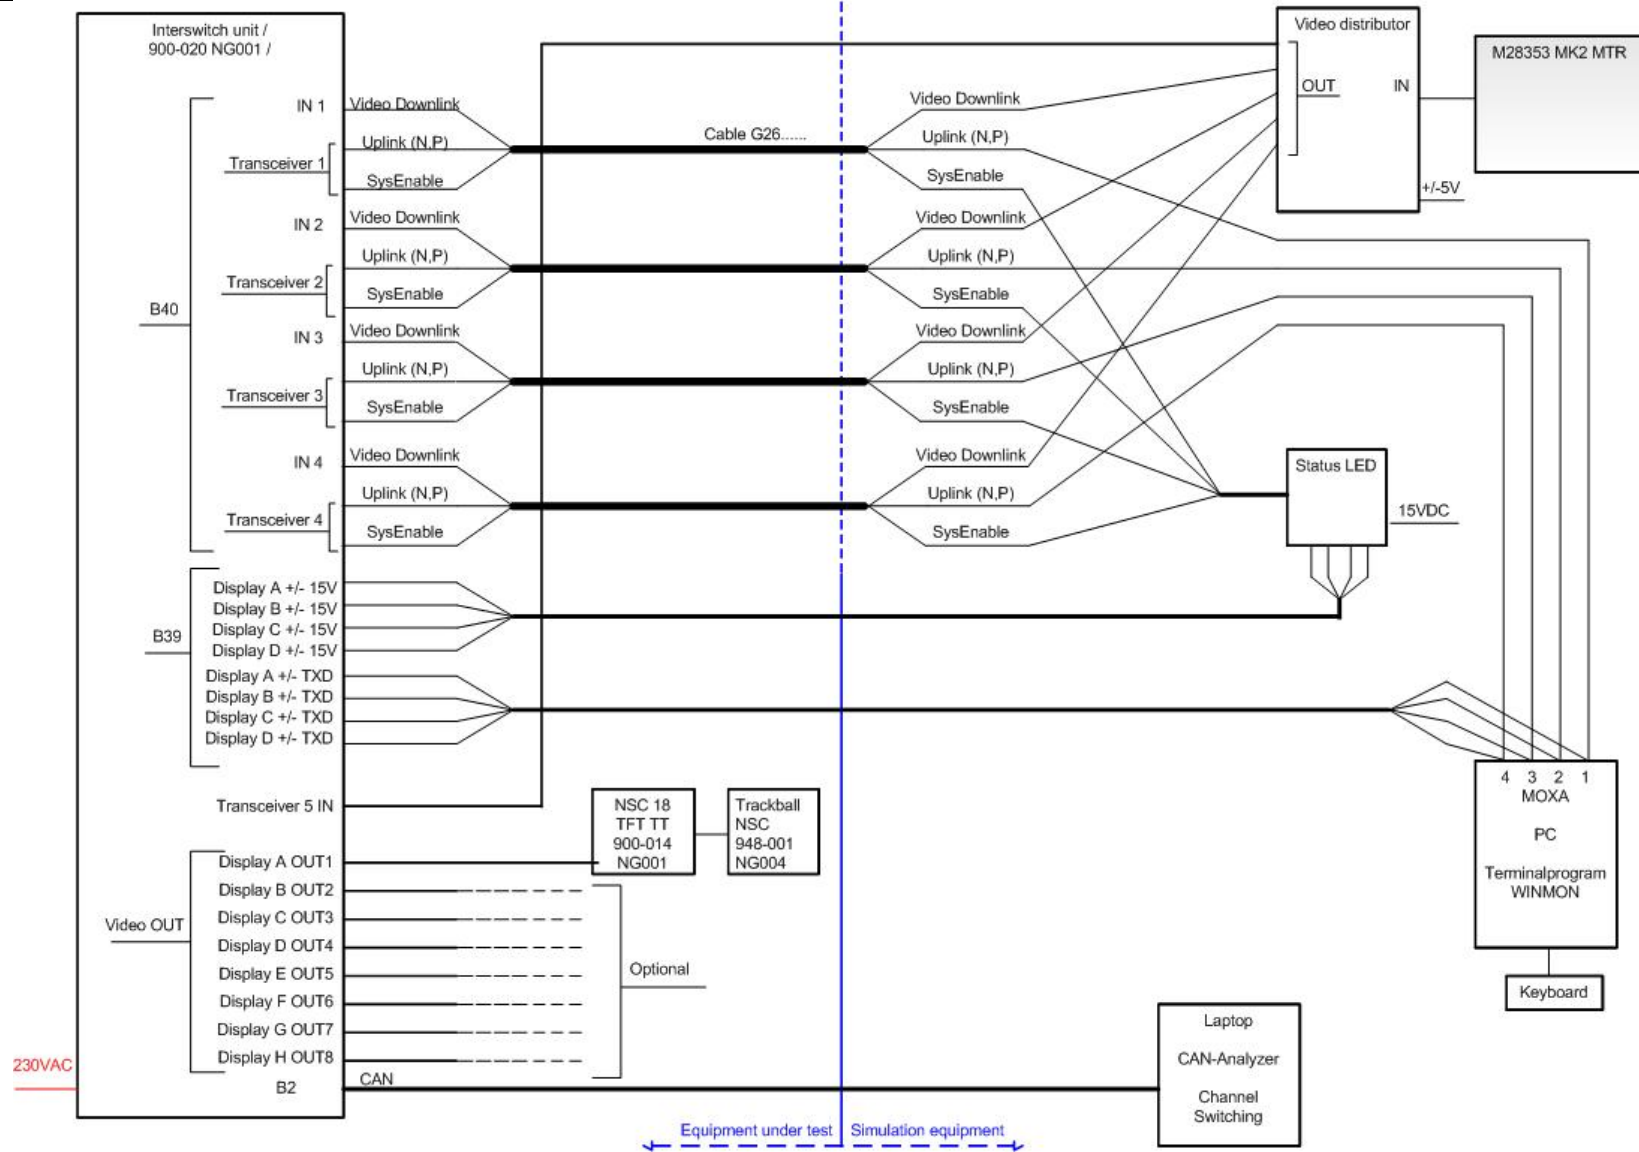 Interswitch unit /
900-020 NG001 /
IN 1
Video Downlink
Uplink (N,P)
Transceiver 1
SysEnable
Cable G26......
Video Downlink
Uplink (N,P)
SysEnable
IN 2
Video Downlink
Uplink (N,P)
Transceiver 2
SysEnable
Video Downlink
Uplink (N,P)
SysEnable
B40
IN 3
Video Downlink
Uplink (N,P)
Transceiver 3
SysEnable
Video Downlink
Uplink (N,P)
SysEnable
IN 4
Video Downlink
Uplink (N,P)
Transceiver 4
SysEnable
Video Downlink
Uplink (N,P)
SysEnable
Video distributor
OUT
IN
+/-5V
M28353 MK2 MTR
Status LED
15VDC
B39
Display A +/- 15V
Display B +/- 15V
Display C +/- 15V
Display D +/- 15V
Display A +/- TXD
Display B +/- TXD
Display C +/- TXD
Display D +/- TXD
Transceiver 5 IN
NSC 18
TFT TT
900-014
NG001
Trackball
NSC
948-001
NG004
4 3 2 1
MOXA
PC
Terminalprogram
WINMON
Keyboard
Video OUT
Display A OUT1
Display B OUT2
Display C OUT3
Display D OUT4
Display E OUT5
Display F OUT6
Display G OUT7
Display H OUT8
Optional
230VAC
B2
CAN
Laptop
CAN-Analyzer
Channel
Switching
Equipment under test
Simulation equipment